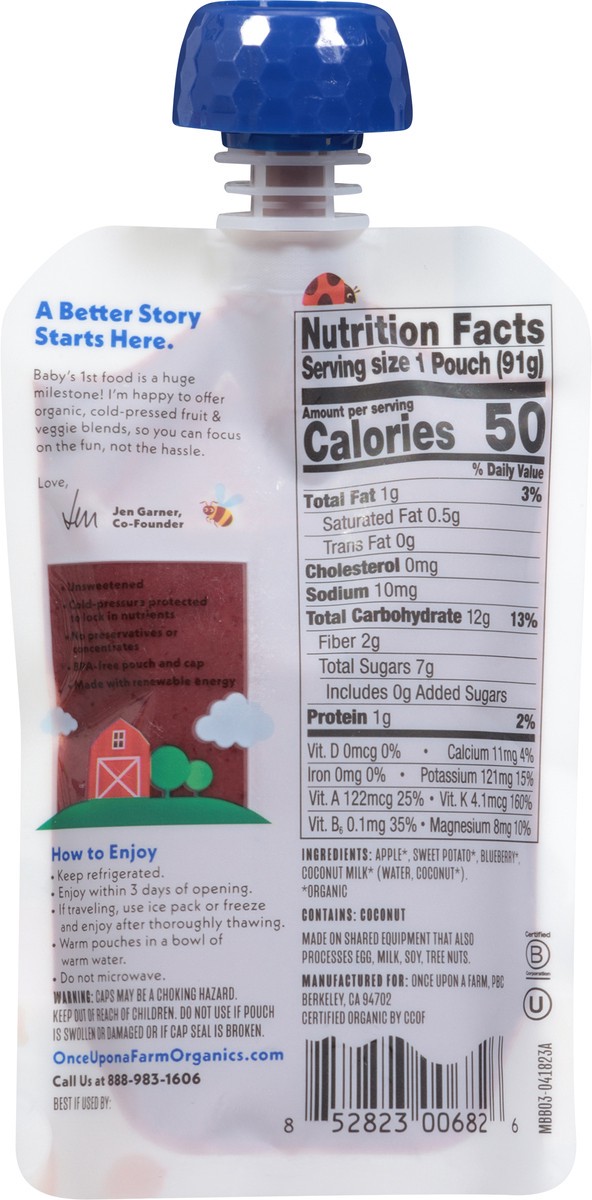 A Better Story
Starts Here.
Baby's 1st food is a huge
milestone! I'm happy to offer
organic, cold-pressed fruit &
veggie blends, so you can focus
on the fun, not the hassle.
Love,
Jen
Jen Garner,
Co-Founder
• Unsweetened
• Cold-pressure protected
to lock in nutrients
• No preservatives or
concentrates
• BPA-free pouch and cap
• Made with renewable energy
How to Enjoy
• Keep refrigerated.
• Enjoy within 3 days of opening.
• If traveling, use ice pack or freeze
and enjoy after thoroughly thawing.
• Warm pouches in a bowl of
warm water.
• Do not microwave.
WARNING: CAPS MAY BE A CHOKING HAZARD.
KEEP OUT OF REACH OF CHILDREN. DO NOT USE IF POUCH
IS SWOLLEN OR DAMAGED OR IF CAP SEAL IS BROKEN.
OnceUponaFarmOrganics.com
Call Us at 888-983-1606
BEST IF USED BY:
Nutrition Facts
Serving size 1 Pouch (91g)
Amount per serving
Calories 50
% Daily Value
Total Fat 1g 3%
Saturated Fat 0.5g
Trans Fat 0g
Cholesterol 0mg
Sodium 10mg
Total Carbohydrate 12g 13%
Fiber 2g
Total Sugars 7g
Includes 0g Added Sugars
Protein 1g 2%
Vit. D 0mcg 0% • Calcium 11mg 4%
Iron 0mg 0% • Potassium 121mg 15%
Vit. A 122mcg 25% • Vit. K 4.1mcg 160%
Vit. B6 0.1mg 35% • Magnesium 8mg 10%
INGREDIENTS: APPLE*, SWEET POTATO*, BLUEBERRY*,
COCONUT MILK* (WATER, COCONUT*).
*ORGANIC
CONTAINS: COCONUT
MADE ON SHARED EQUIPMENT THAT ALSO
PROCESSES EGG, MILK, SOY, TREE NUTS.
MANUFACTURED FOR: ONCE UPON A FARM, PBC
BERKELEY, CA 94702
CERTIFIED ORGANIC BY CCOF
Certified
B
Corporation
U
MBB03-041823A
8 52823 00682 6